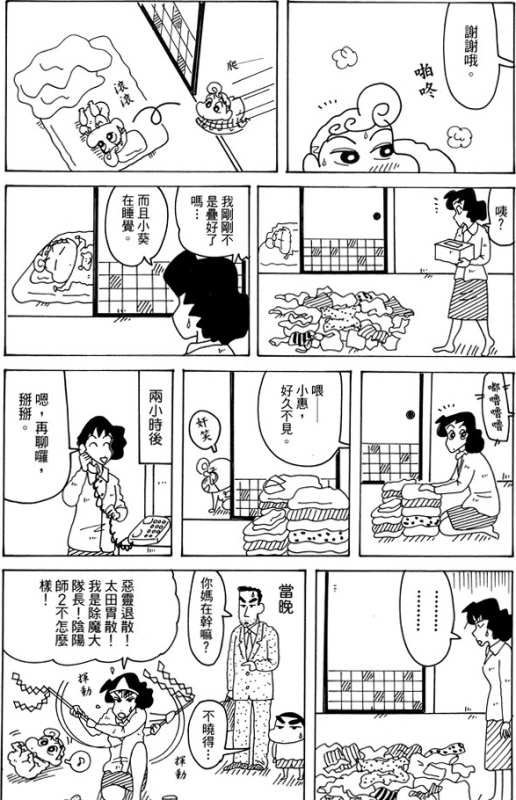 謝謝
哦。
啪咚
爬
滾
滾
咦?
我剛剛不
是疊好了
嗎…
而且小葵
在睡覺。
嘟嚕嚕嚕
喂——
小惠，
好久不見。
奸笑
兩小時後
嗯，再聊囉，
掰掰。
………
當晚
你媽在幹嘛?
不曉得…
惡靈退散!
太田胃散!
我是除魔大
隊長!陰陽
師2不怎麼
樣!
揮動
揮動